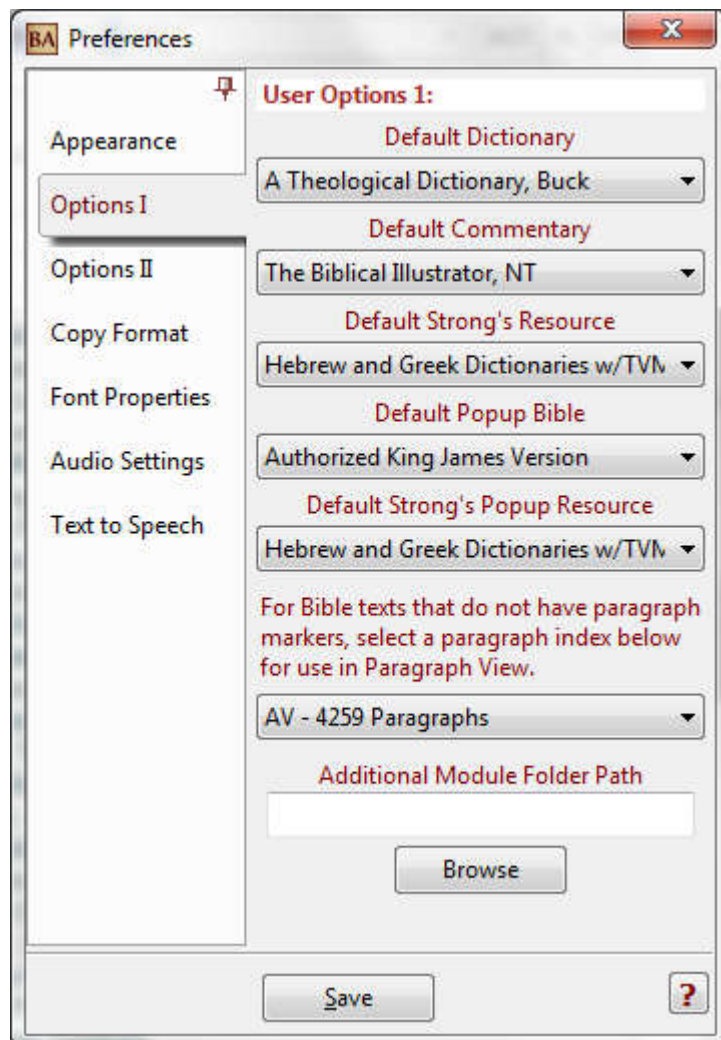 BA Preferences
Appearance
Options I
Options II
Copy Format
Font Properties
Audio Settings
Text to Speech
User Options 1:
Default Dictionary
A Theological Dictionary, Buck
Default Commentary
The Biblical Illustrator, NT
Default Strong's Resource
Hebrew and Greek Dictionaries w/TVM
Default Popup Bible
Authorized King James Version
Default Strong's Popup Resource
Hebrew and Greek Dictionaries w/TVM
For Bible texts that do not have paragraph
markers, select a paragraph index below
for use in Paragraph View.
AV - 4259 Paragraphs
Additional Module Folder Path
Browse
Save
?